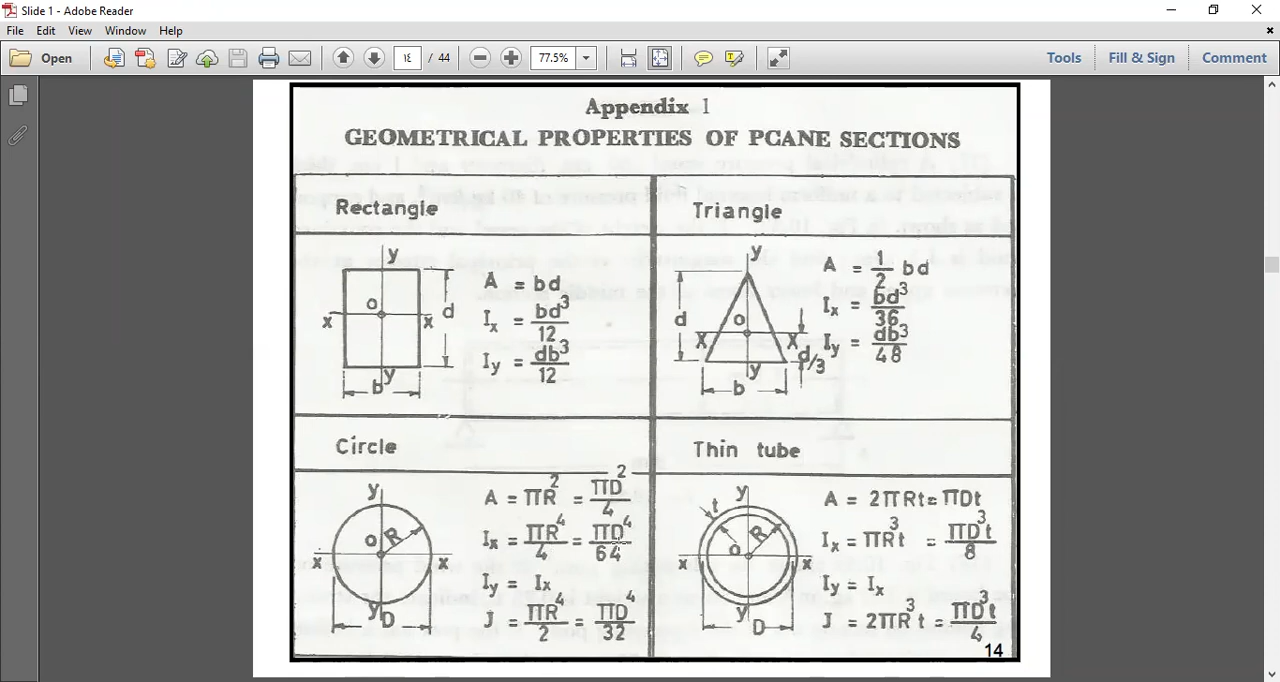 Slide 1 - Adobe Reader
File Edit View Window Help
Open ١٤ / 44 77.5% Tools Fill & Sign Comment
Appendix 1
GEOMETRICAL PROPERTIES OF PCANE SECTIONS
Rectangle
y
o
x x
d
y
b
A = bd
Iₓ = bd³/12
Iy = db³/12
Triangle
y
d
o
X X
d/3
y
b
A = 1/2 bd
Iₓ = bd³/36
Iy = db³/48
Circle
y
o R
x x
y
D
A = πR² = πD²/4
Iₓ = πR⁴/4 = πD⁴/64
Iy = Iₓ
J = πR⁴/2 = πD⁴/32
Thin tube
y
t
R
o
x x
y
D
A = 2πRt = πDt
Iₓ = πR³t = πD³t/8
Iy = Iₓ
J = 2πR³t = πD³t/4
14